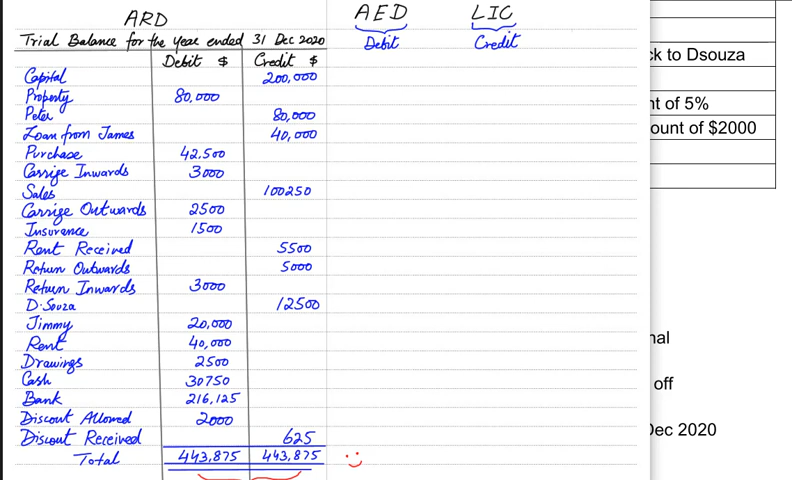 ARD
AED LIC
Trial Balance for the Year ended 31 Dec 2020
Debit Credit
Debit $ Credit $
Capital 200,000
Property 80,000
Peter 80,000
Loan from James 40,000
Purchase 42,500
Carrige Inwards 3000
Sales 100250
Carrige Outwards 2500
Insurance 1500
Rent Received 5500
Return Outwards 5000
Return Inwards 3000
D.Souza 12500
Jimmy 20,000
Rent 40,000
Drawings 2500
Cash 30750
Bank 216,125
Discout Allowed 2000
Discout Received 625
Total 443,875 443,875
ck to Dsouza
nt of 5%
ount of $2000
nal
off
Dec 2020